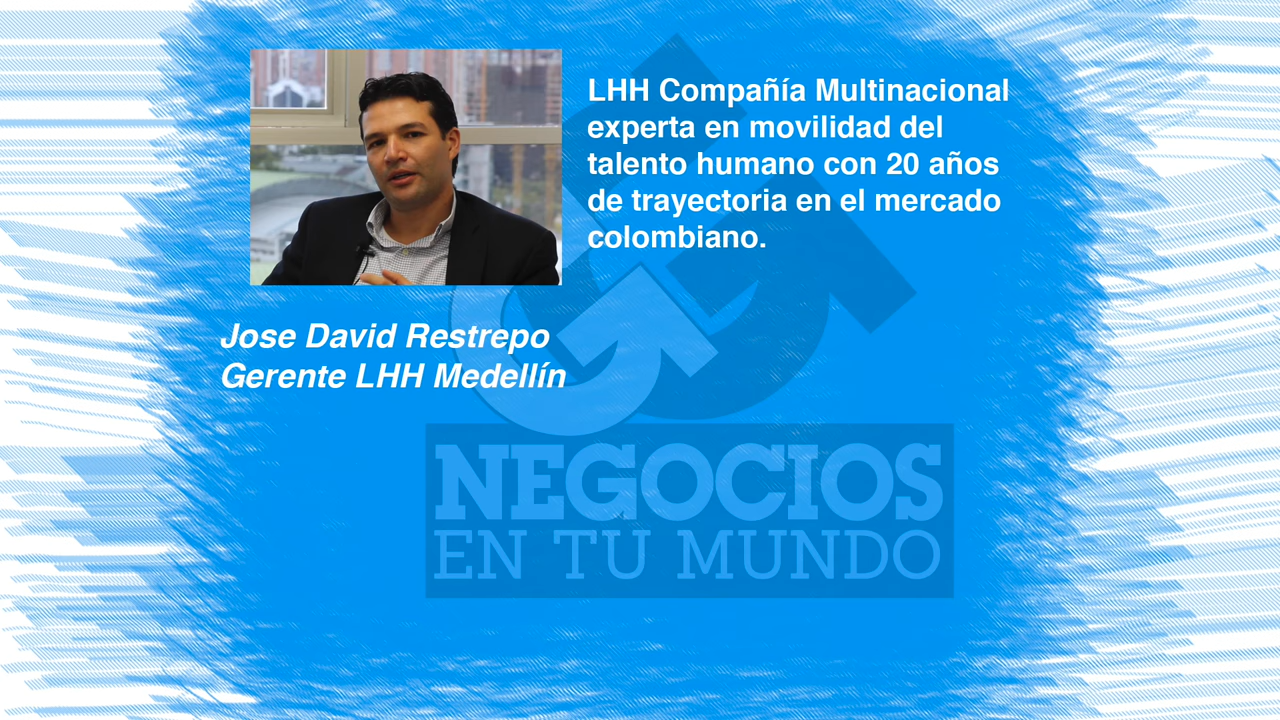 LHH Compañía Multinacional
experta en movilidad del
talento humano con 20 años
de trayectoria en el mercado
colombiano.
Jose David Restrepo
Gerente LHH Medellín
NEGOCIOS
EN TU MUNDO